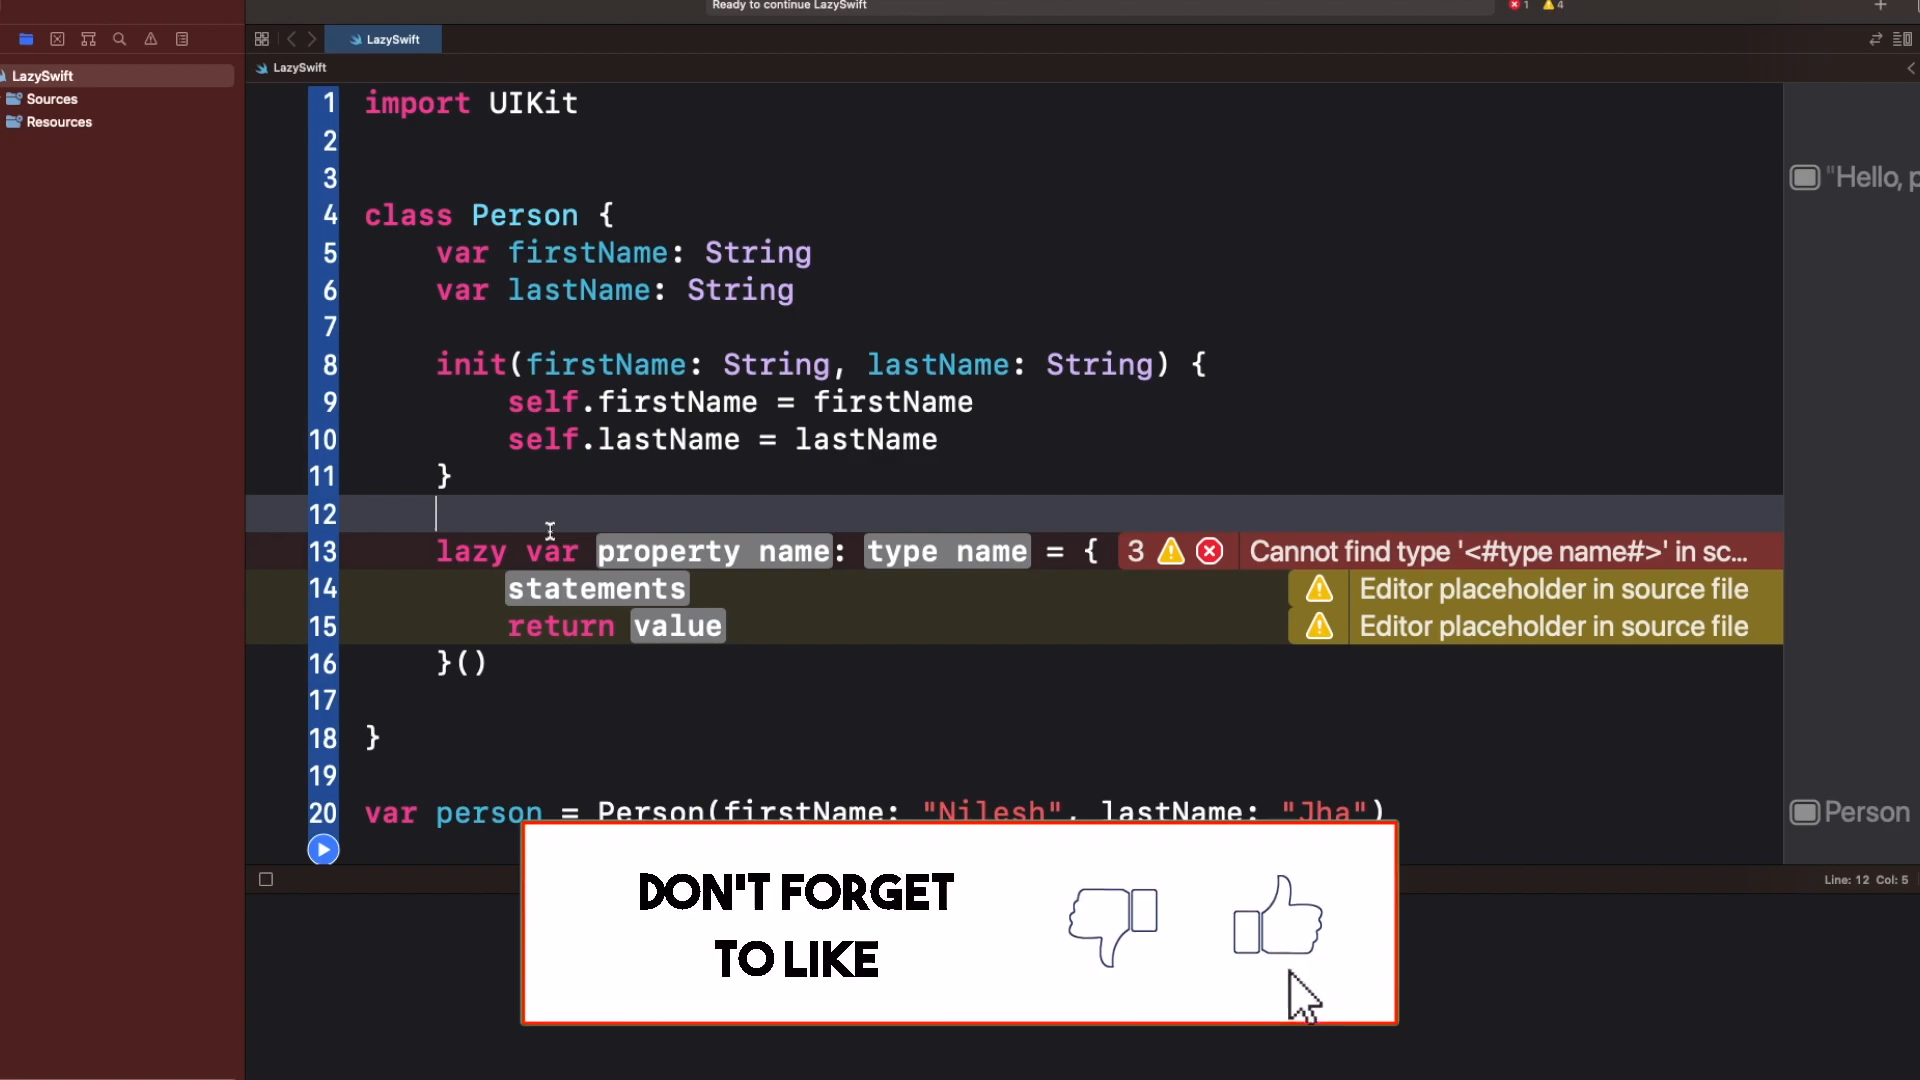 Ready to continue LazySwift
1
4
LazySwift
LazySwift
LazySwift
Sources
Resources
1 import UIKit
2
3
"Hello, p
4 class Person {
5 var firstName: String
6 var lastName: String
7
8 init(firstName: String, lastName: String) {
9 self.firstName = firstName
10 self.lastName = lastName
11 }
12
13 lazy var property name: type name = { 3 Cannot find type '<#type name#>' in sc...
14 statements Editor placeholder in source file
15 return value Editor placeholder in source file
16 }()
17
18 }
19
20 var person = Person(firstName: "Nilesh", lastName: "Jha")
Person
Line: 12 Col: 5
DON'T FORGET
TO LIKE